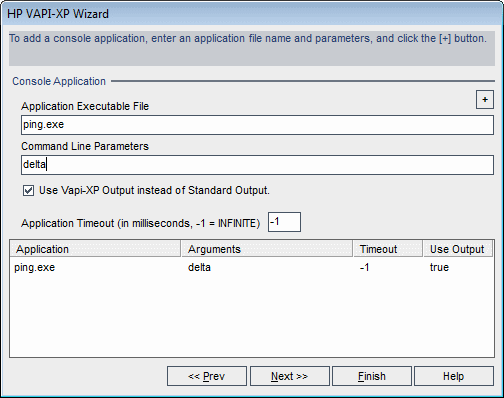 HP VAPI-XP Wizard
To add a console application, enter an application file name and parameters, and click the [+] button.
Console Application
Application Executable File
+
ping.exe
Command Line Parameters
delta
Use Vapi-XP Output instead of Standard Output.
Application Timeout (in milliseconds, -1 = INFINITE) -1
Application Arguments Timeout Use Output
ping.exe delta -1 true
<< Prev Next >> Finish Help